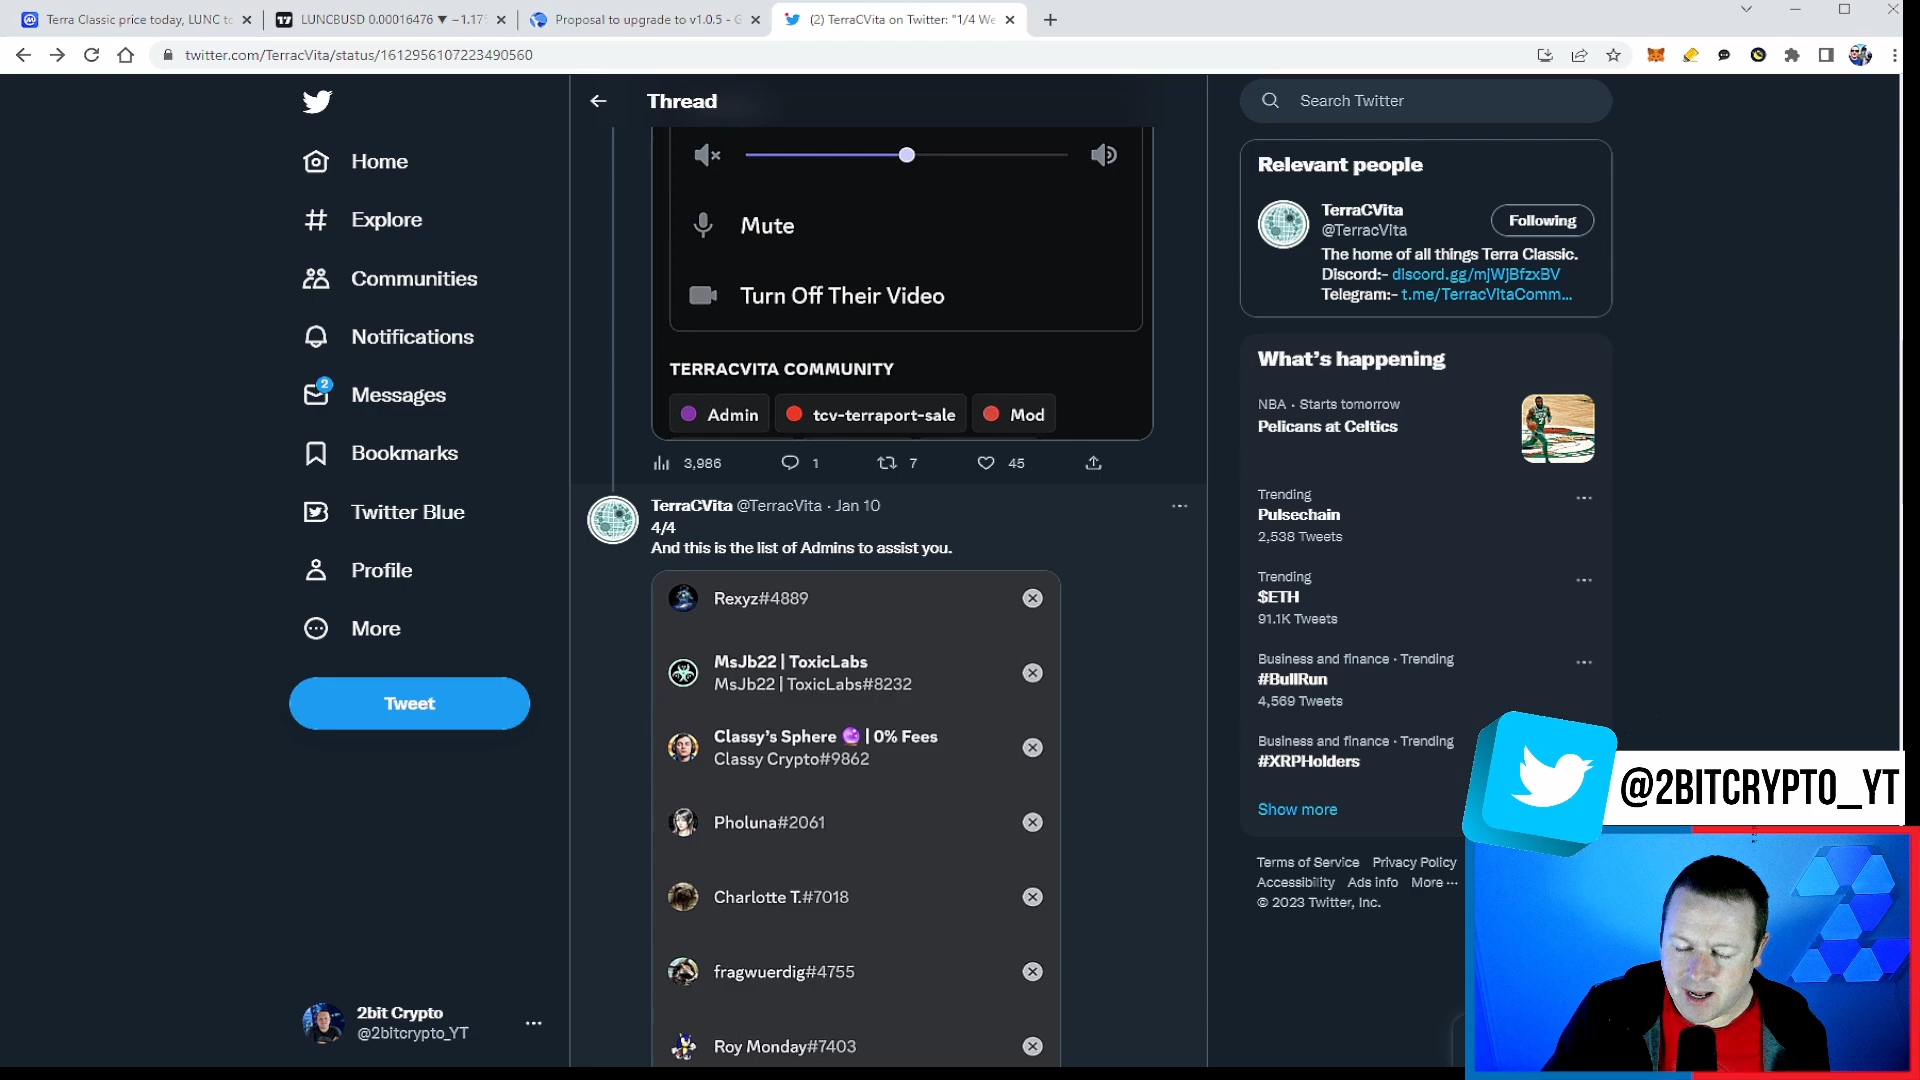 Terra Classic price today, LUNC to
LUNCBUSD 0.00016476 ▼ −1.17
Proposal to upgrade to v1.0.5 - G
(2) TerraCVita on Twitter: "1/4 We
twitter.com/TerracVita/status/1612956107223490560
Home
Explore
Communities
Notifications
2
Messages
Bookmarks
Twitter Blue
Profile
More
Tweet
2bit Crypto
@2bitcrypto_YT
Thread
Mute
Turn Off Their Video
TERRACVITA COMMUNITY
Admin
tcv-terraport-sale
Mod
3,986
1
7
45
TerraCVita @TerracVita · Jan 10
4/4
And this is the list of Admins to assist you.
Rexyz#4889
MsJb22 | ToxicLabs
MsJb22 | ToxicLabs#8232
Classy's Sphere 🔮 | 0% Fees
Classy Crypto#9862
Pholuna#2061
Charlotte T.#7018
fragwuerdig#4755
Roy Monday#7403
Search Twitter
Relevant people
TerraCVita
@TerracVita
Following
The home of all things Terra Classic.
Discord:- discord.gg/mjWjBfzxBV
Telegram:- t.me/TerracVitaComm...
What's happening
NBA · Starts tomorrow
Pelicans at Celtics
Trending
Pulsechain
2,538 Tweets
Trending
$ETH
91.1K Tweets
Business and finance · Trending
#BullRun
4,569 Tweets
Business and finance · Trending
#XRPHolders
Show more
Terms of Service Privacy Policy
Accessibility Ads info More ···
© 2023 Twitter, Inc.
@2BITCRYPTO_YT